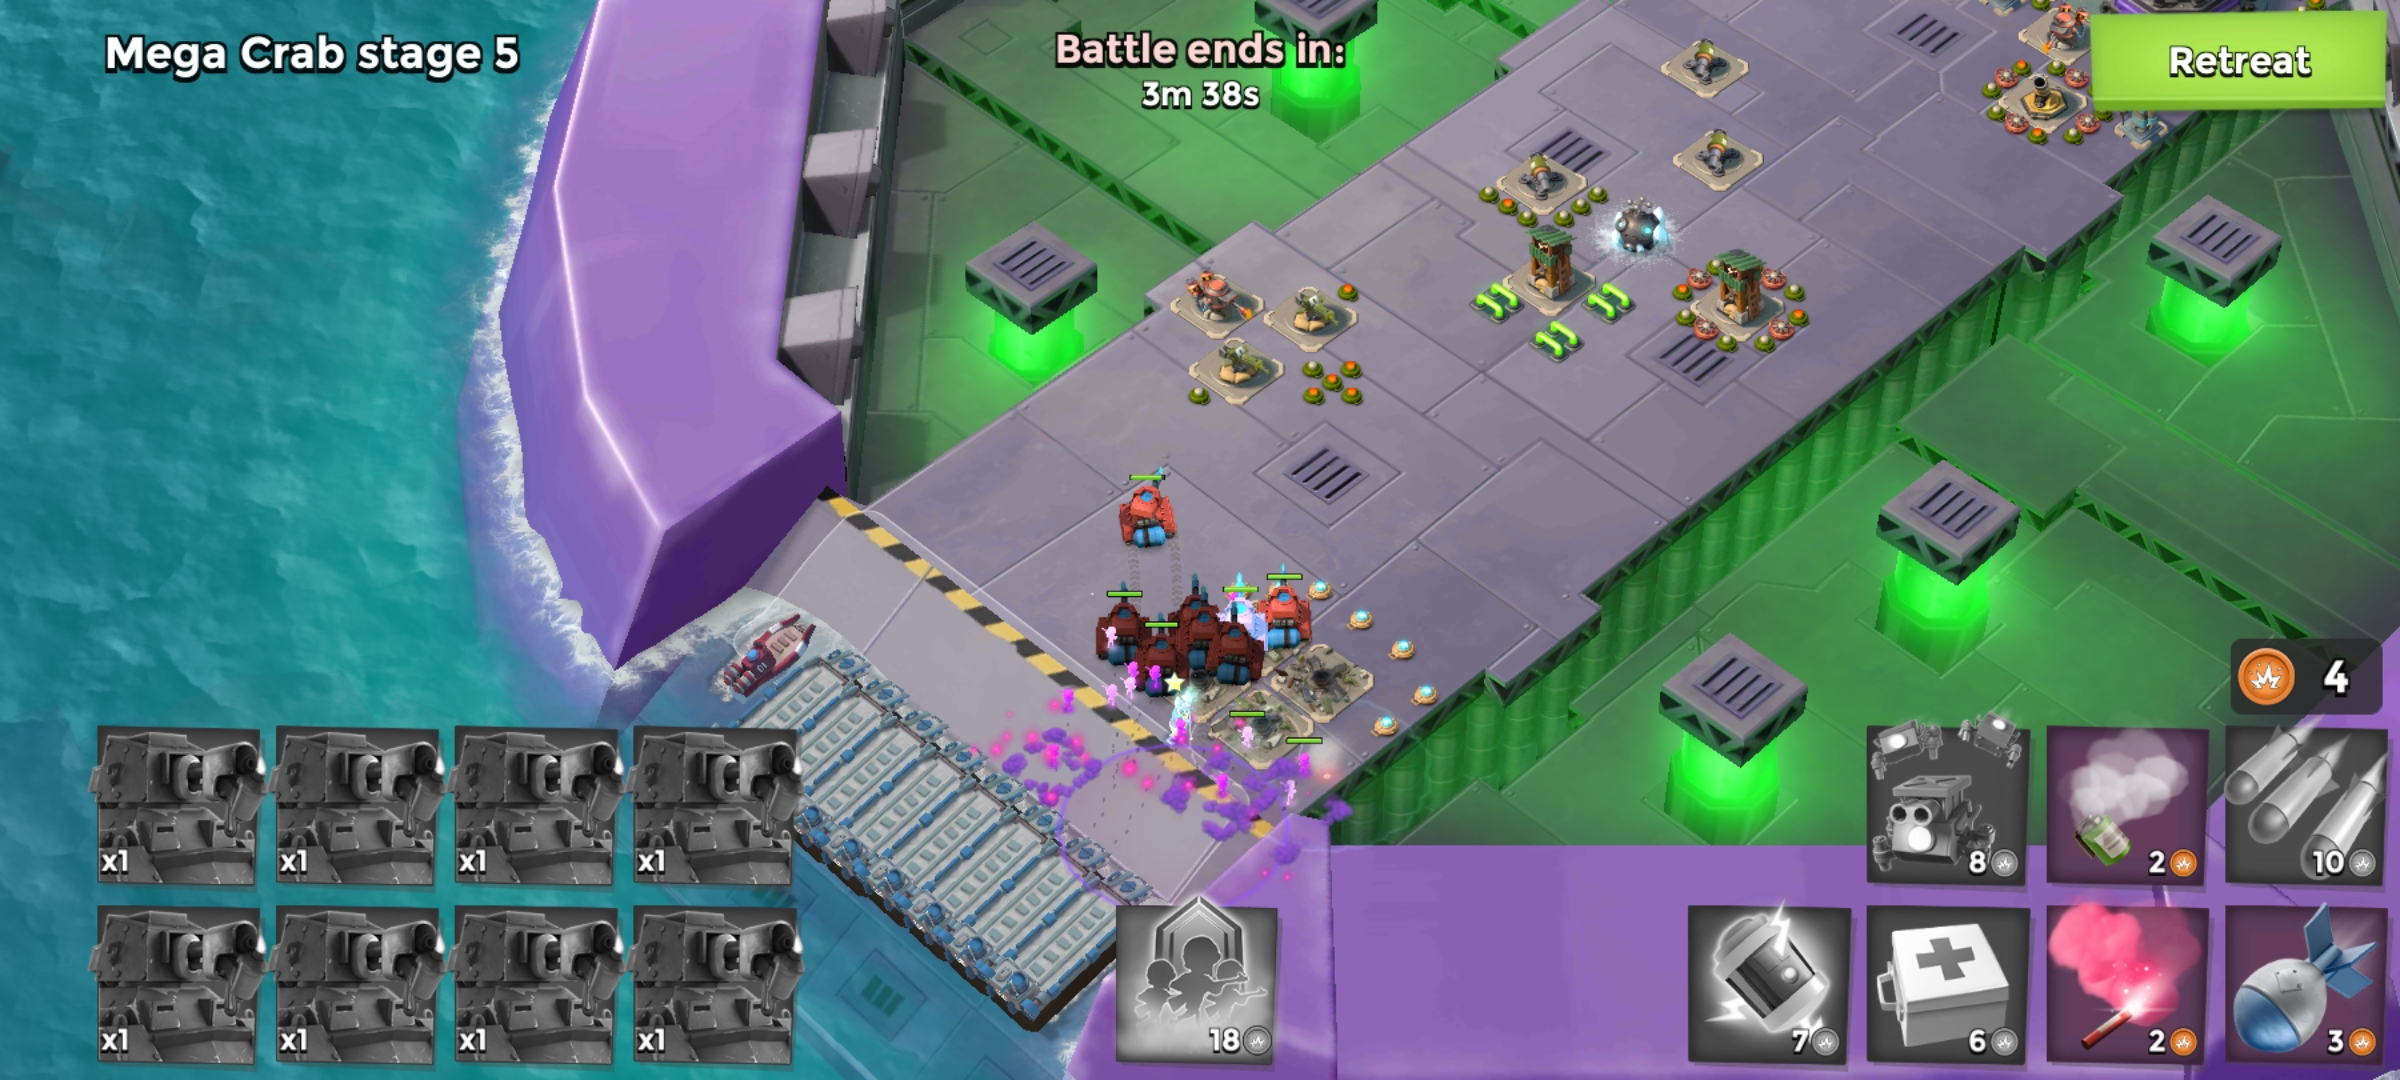 Mega Crab stage 5
Battle ends in:
3m 38s
Retreat
4
x1
x1
x1
x1
8
2
10
x1
x1
x1
x1
18
7
6
2
3